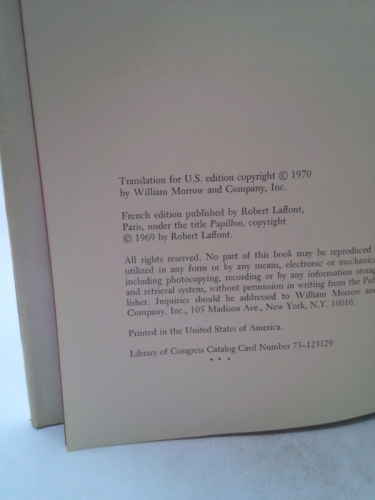 Translation for U.S. edition copyright © 1970
by William Morrow and Company, Inc.
French edition published by Robert Laffont,
Paris, under the title Papillon, copyright
© 1969 by Robert Laffont.
All rights reserved. No part of this book may be reproduced
utilized in any form or by any means, electronic or mechanic
including photocopying, recording or by any information storag
and retrieval system, without permission in writing from the Pub
lisher. Inquiries should be addressed to William Morrow and
Company, Inc., 105 Madison Ave., New York, N.Y. 10016.
Printed in the United States of America.
Library of Congress Catalog Card Number 75-123129